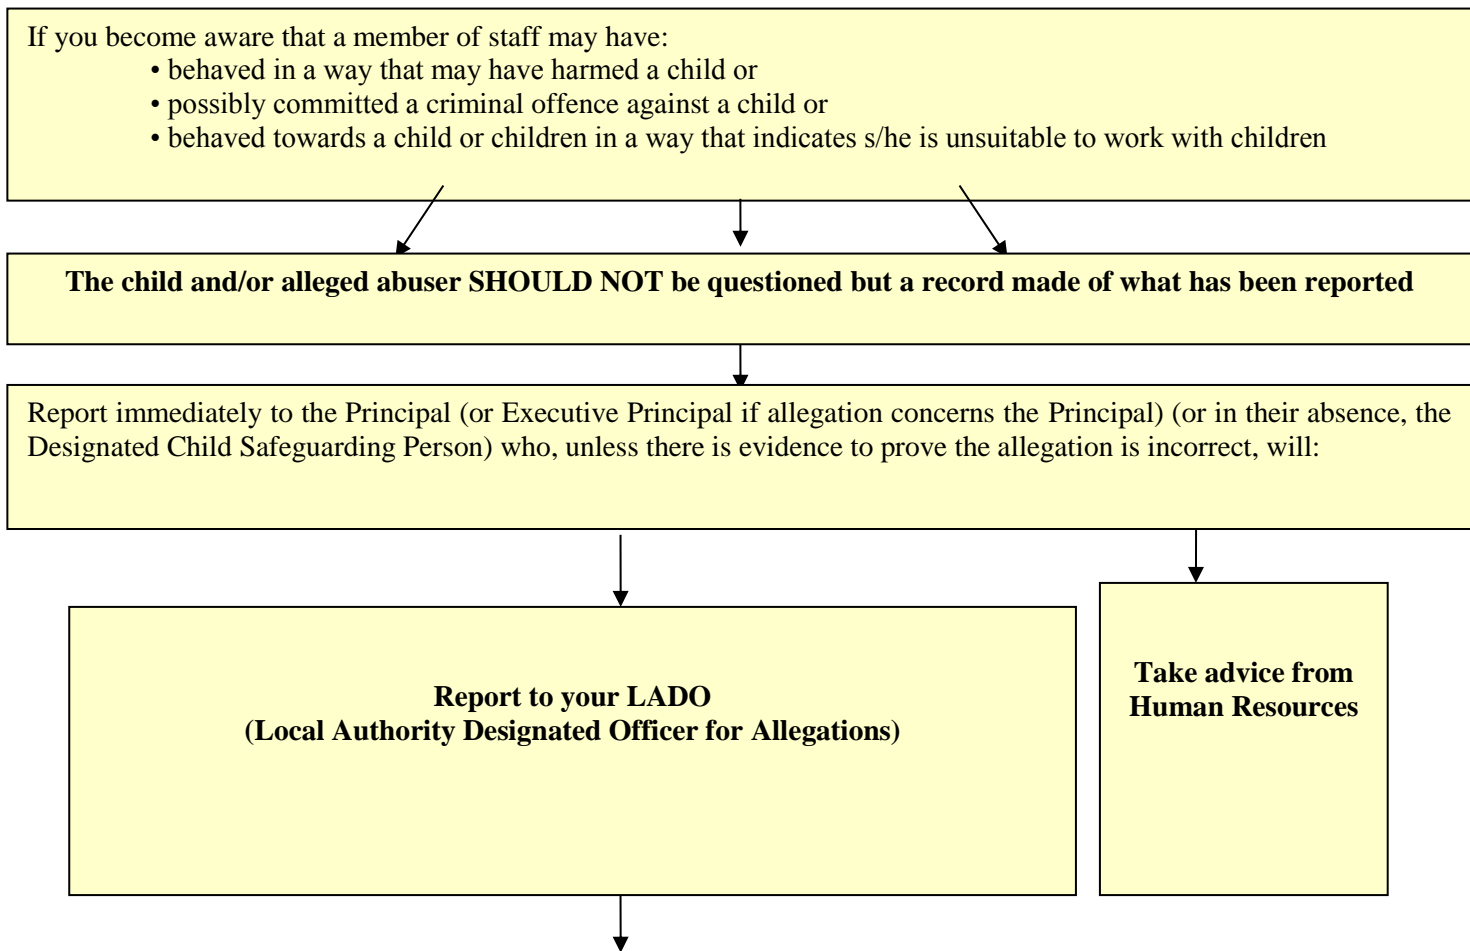 If you become aware that a member of staff may have:
• behaved in a way that may have harmed a child or
• possibly committed a criminal offence against a child or
• behaved towards a child or children in a way that indicates s/he is unsuitable to work with children
The child and/or alleged abuser SHOULD NOT be questioned but a record made of what has been reported
Report immediately to the Principal (or Executive Principal if allegation concerns the Principal) (or in their absence, the
Designated Child Safeguarding Person) who, unless there is evidence to prove the allegation is incorrect, will:
Report to your LADO
(Local Authority Designated Officer for Allegations)
Take advice from
Human Resources